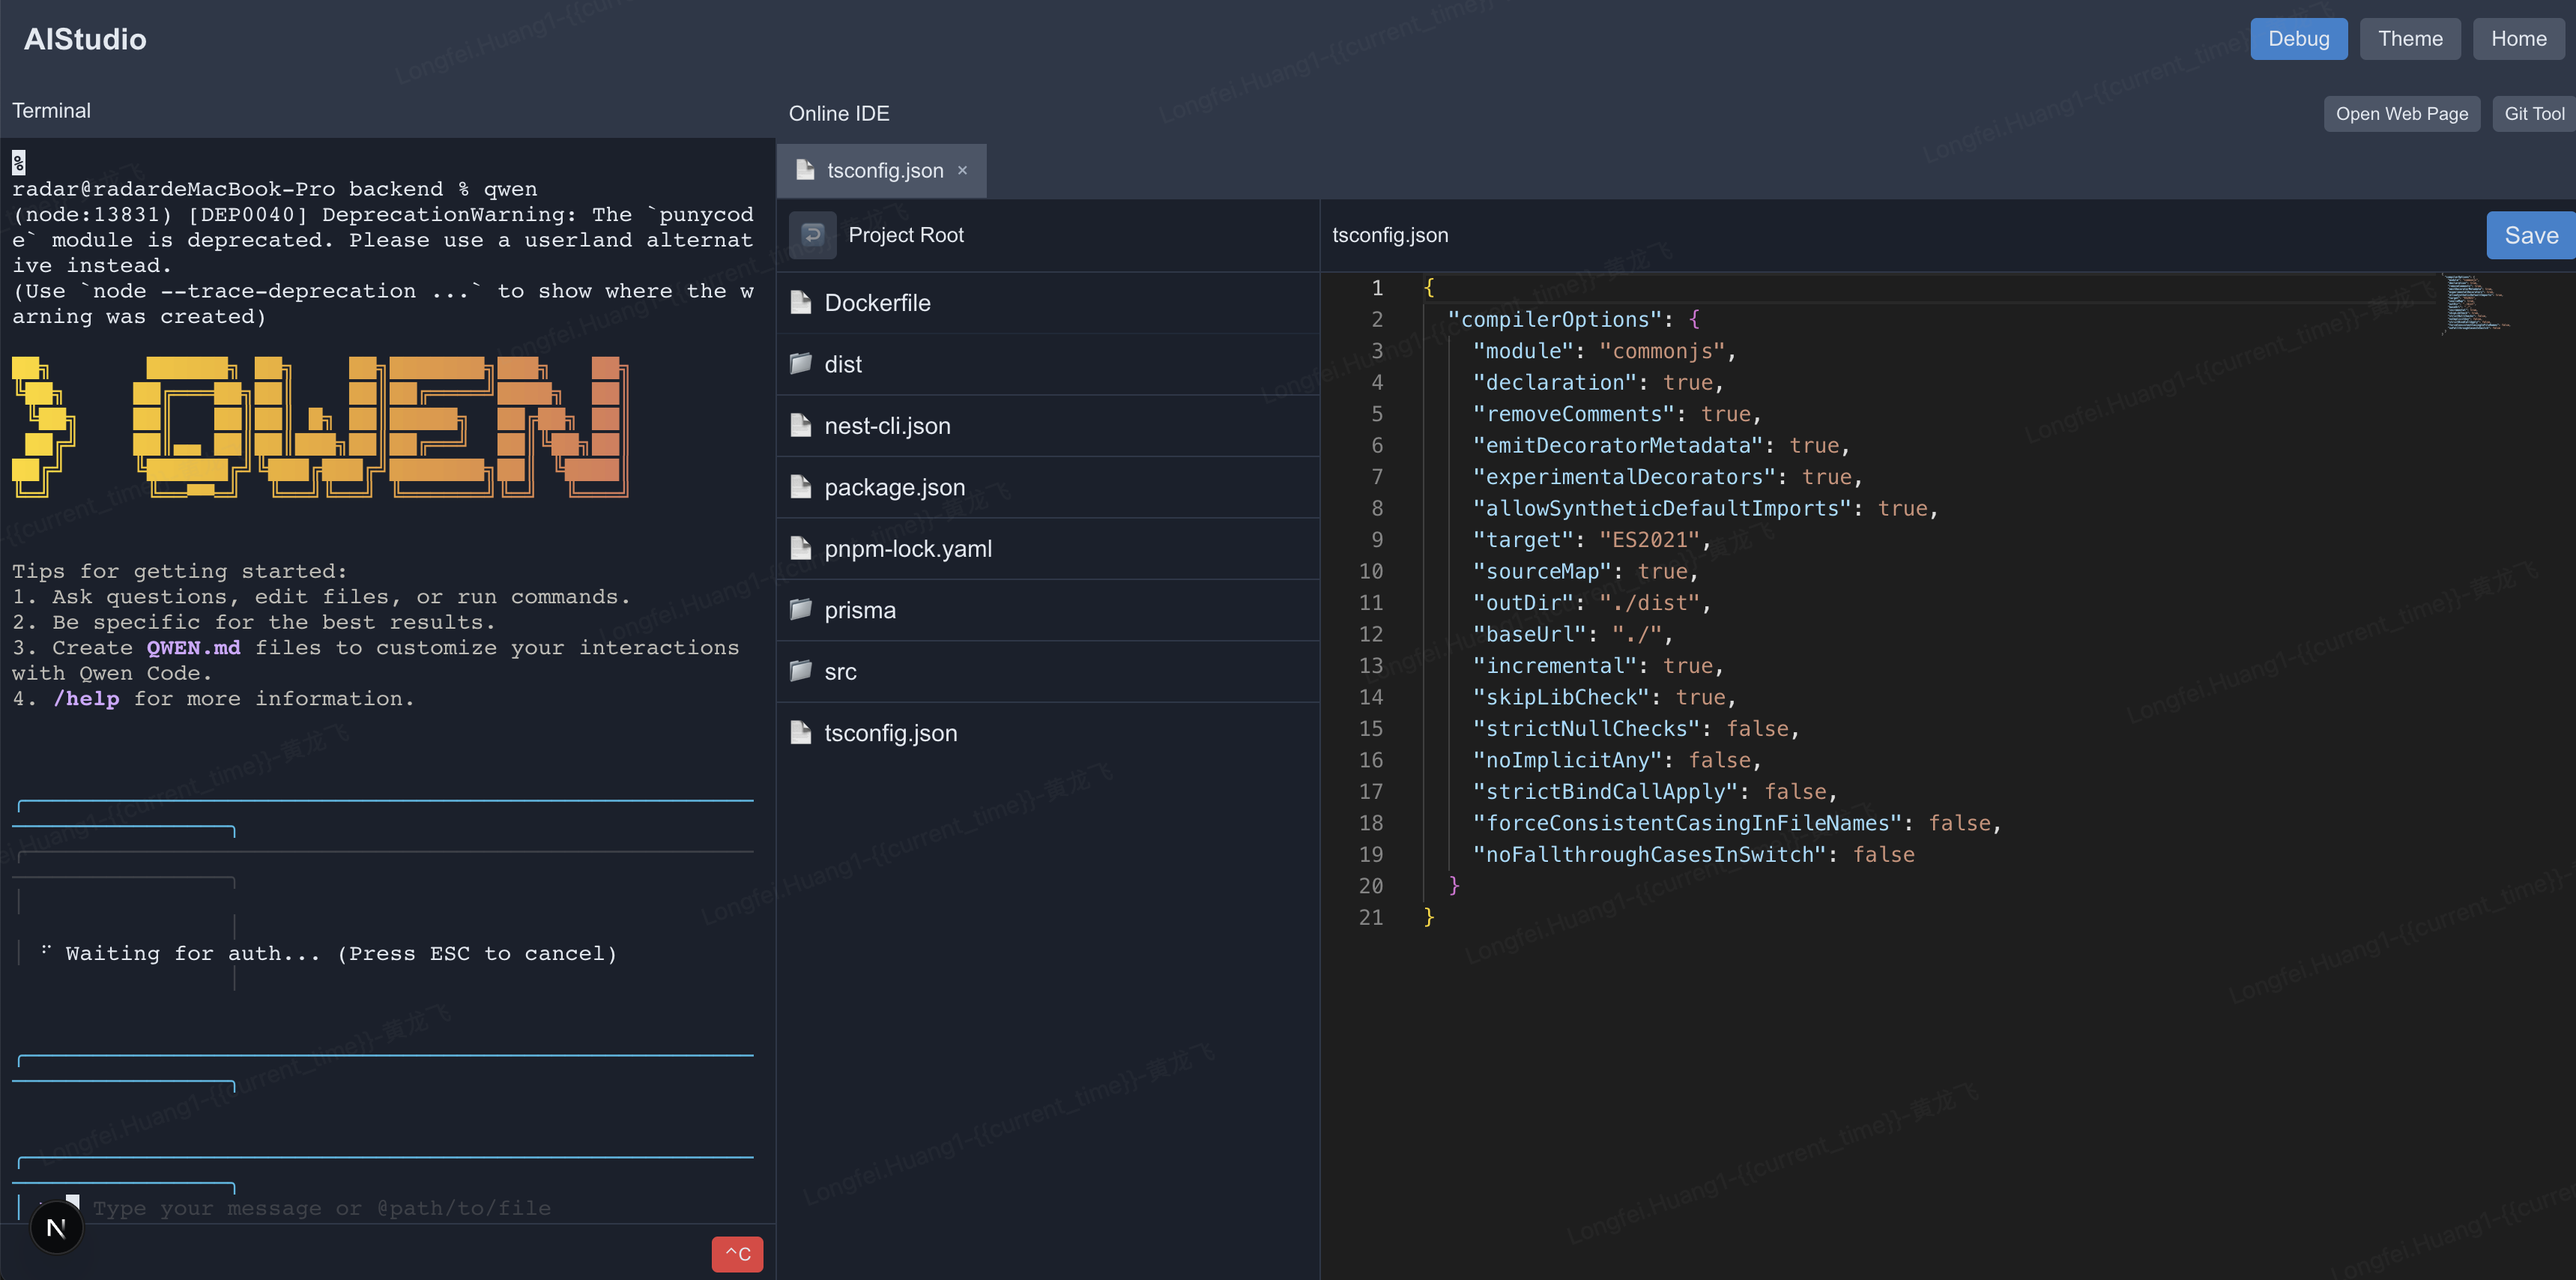 AIStudio
Debug
Theme
Home
Terminal
%
radar@radardeMacBook-Pro backend % qwen
(node:13831) [DEP0040] DeprecationWarning: The `punycod
e` module is deprecated. Please use a userland alternat
ive instead.
(Use `node --trace-deprecation ...` to show where the w
arning was created)
QWEN
Tips for getting started:
1. Ask questions, edit files, or run commands.
2. Be specific for the best results.
3. Create QWEN.md files to customize your interactions
with Qwen Code.
4. /help for more information.
Waiting for auth... (Press ESC to cancel)
Type your message or @path/to/file
N
^C
Online IDE
Open Web Page
Git Tool
tsconfig.json ×
Project Root
Dockerfile
dist
nest-cli.json
package.json
pnpm-lock.yaml
prisma
src
tsconfig.json
tsconfig.json
Save
1 {
2 "compilerOptions": {
3 "module": "commonjs",
4 "declaration": true,
5 "removeComments": true,
6 "emitDecoratorMetadata": true,
7 "experimentalDecorators": true,
8 "allowSyntheticDefaultImports": true,
9 "target": "ES2021",
10 "sourceMap": true,
11 "outDir": "./dist",
12 "baseUrl": "./",
13 "incremental": true,
14 "skipLibCheck": true,
15 "strictNullChecks": false,
16 "noImplicitAny": false,
17 "strictBindCallApply": false,
18 "forceConsistentCasingInFileNames": false,
19 "noFallthroughCasesInSwitch": false
20 }
21 }
Longfei.Huang1-{{current_time}}-黄龙飞